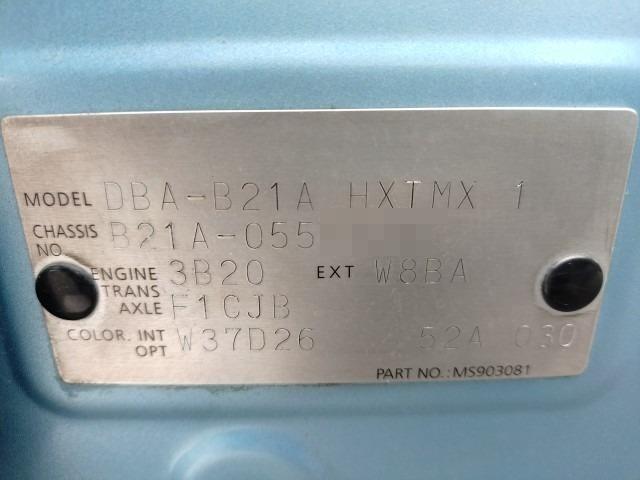 MODEL DBA-B21A HXTMX 1
CHASSIS NO. B21A-055
ENGINE 3B20 EXT W8BA
TRANS AXLE F1CJB
COLOR. INT OPT W37D26 52A 030
PART NO.: MS903081